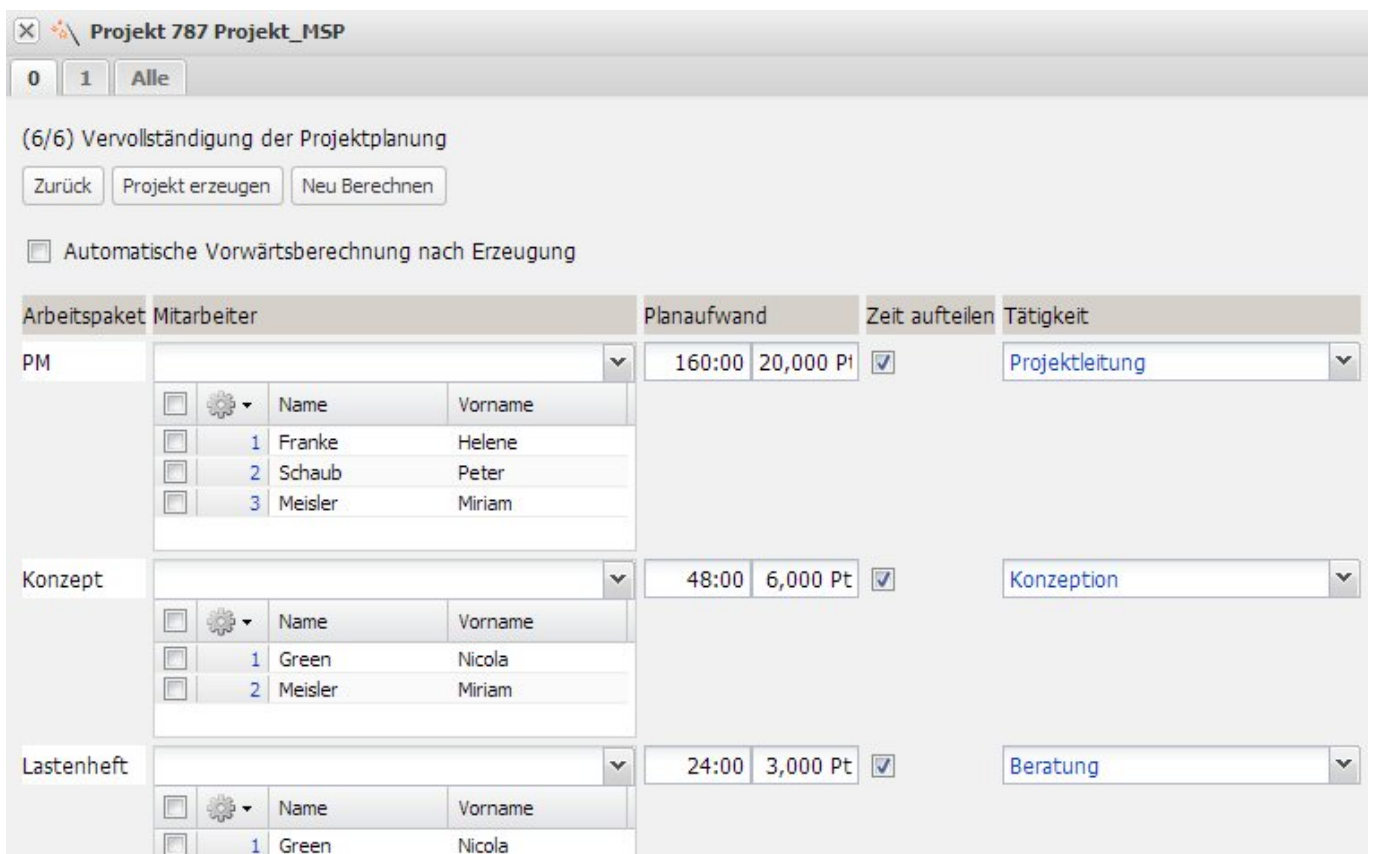 Projekt 787 Projekt_MSP
0 1 Alle
(6/6) Vervollständigung der Projektplanung
Zurück Projekt erzeugen Neu Berechnen
Automatische Vorwärtsberechnung nach Erzeugung
Arbeitspaket Mitarbeiter Planaufwand Zeit aufteilen Tätigkeit
PM 160:00 20,000 Pt Projektleitung
Name Vorname
1 Franke Helene
2 Schaub Peter
3 Meisler Miriam
Konzept 48:00 6,000 Pt Konzeption
Name Vorname
1 Green Nicola
2 Meisler Miriam
Lastenheft 24:00 3,000 Pt Beratung
Name Vorname
1 Green Nicola